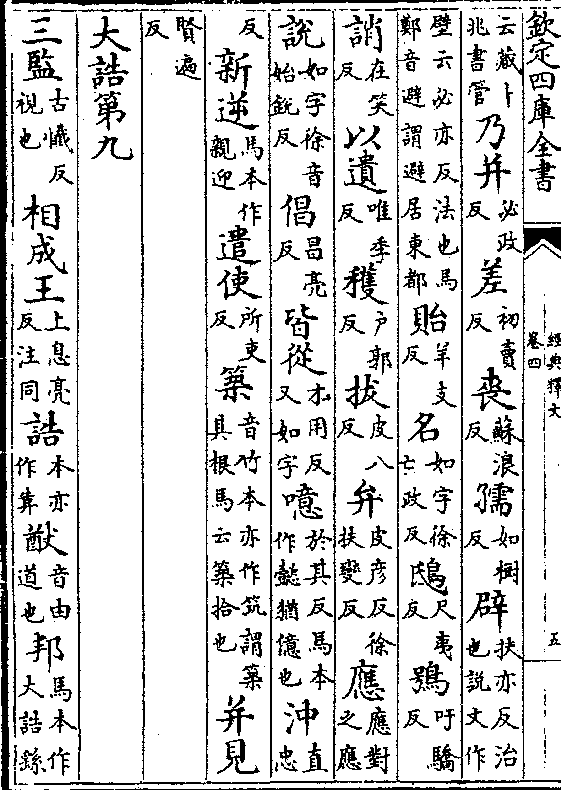 欽定四庫全書
經典釋文
卷四
五
云藏卜兆書管乃并必政反差初賣反喪蘇浪反孺如樹反辟扶亦反治也說文作
壁云必亦反法也馬鄭音避謂避居東都貽羊支反名如字徐亡政反鴟尺夷反鴞吁驕反
誚在笑反以遺唯季反穫戶郭反拔皮八反弁皮彥反徐扶變反應應對之應
說如字徐音始銳反倡昌亮反皆從才用反又如字噫於其反馬本作懿猶億也沖直忠
反新逆馬本作親迎遣使所吏反築音竹本亦作筑謂築具根馬云築拾也并見
賢遍反
大誥第九
三監古懺反視也相成王上息亮反注同誥本亦作猷音由道也邦馬本作大誥繇